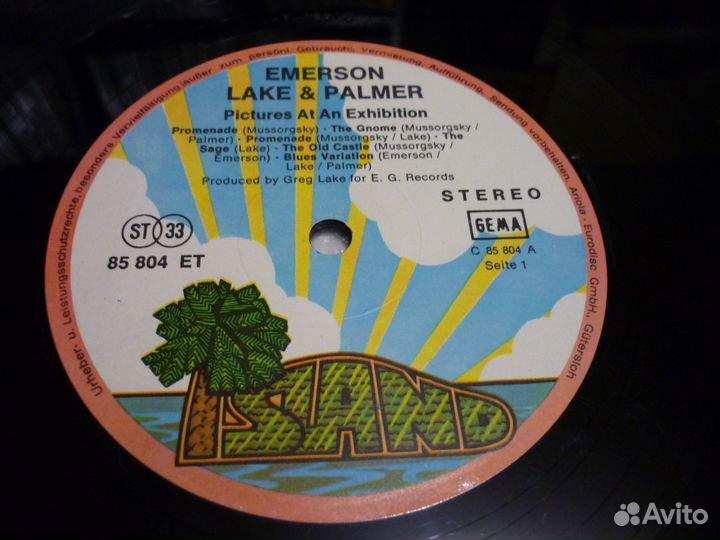 Urheber- u. Leistungsschutzrechte, besonders Vervielfältigung (außer zum persönl. Gebrauch), Vermietung, Aufführung, Sendung vorbehalten. Ariola - Eurodisc GmbH, Gütersloh
EMERSON
LAKE & PALMER
Pictures At An Exhibition
Promenade (Mussorgsky) · The Gnome (Mussorgsky /
Palmer) · Promenade (Mussorgsky / Lake) · The
Sage (Lake) · The Old Castle (Mussorgsky /
Emerson) · Blues Variation (Emerson /
Lake / Palmer)
Produced by Greg Lake for E. G. Records
STEREO
ST 33
GEMA
85 804 ET
C 85 804 A
Seite 1
ISLAND
Avito